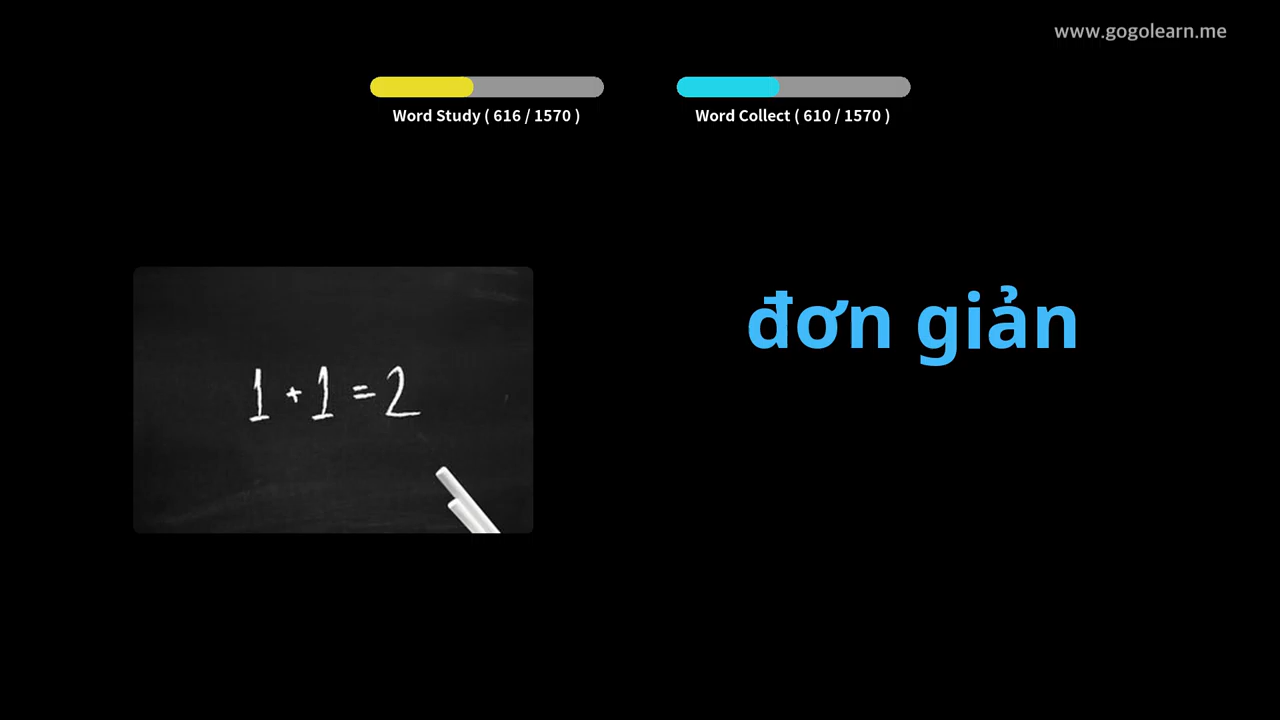 www.gogolearn.me
Word Study ( 616 / 1570 )
Word Collect ( 610 / 1570 )
đơn giản
1 + 1 = 2